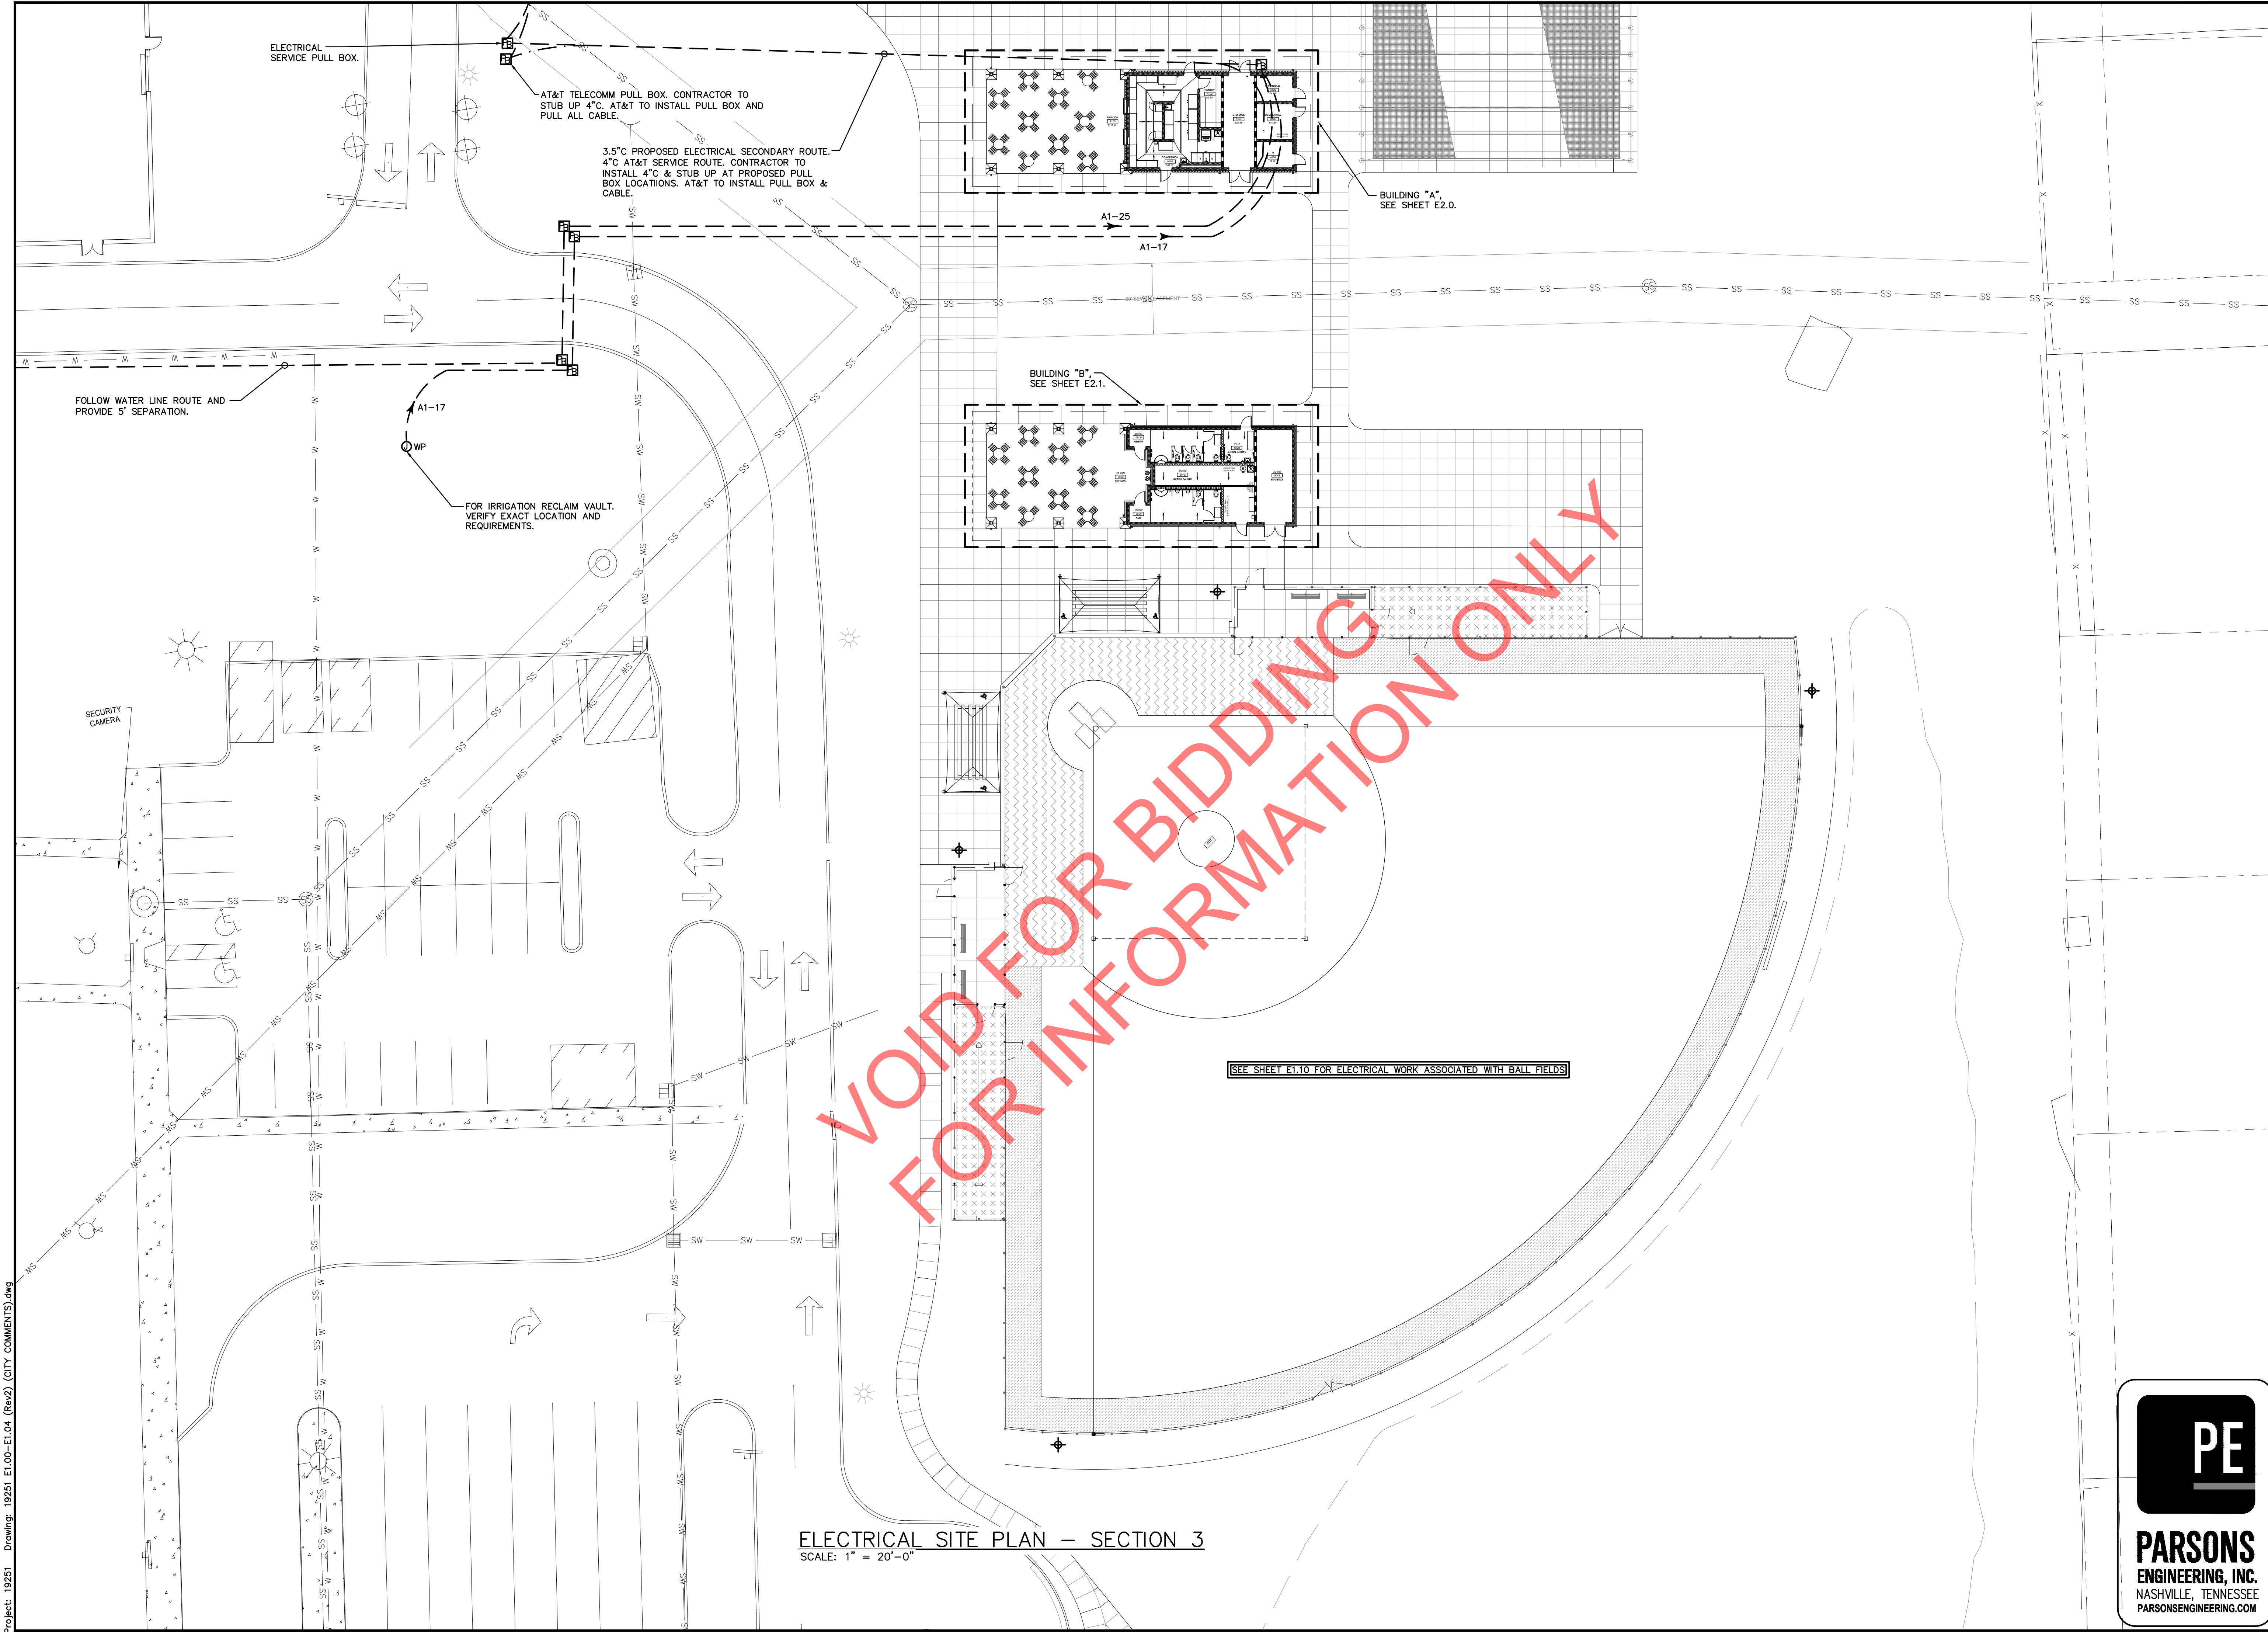 ELECTRICAL
SERVICE PULL BOX.
AT&T TELECOMM PULL BOX. CONTRACTOR TO
STUB UP 4"C. AT&T TO INSTALL PULL BOX AND
PULL ALL CABLE.
3.5"C PROPOSED ELECTRICAL SECONDARY ROUTE.
4"C AT&T SERVICE ROUTE. CONTRACTOR TO
INSTALL 4"C & STUB UP AT PROPOSED PULL
BOX LOCATIIONS. AT&T TO INSTALL PULL BOX &
CABLE.
BUILDING "A",
SEE SHEET E2.0.
A1-25
A1-17
BUILDING "B",
SEE SHEET E2.1.
FOLLOW WATER LINE ROUTE AND
PROVIDE 5' SEPARATION.
A1-17
WP
FOR IRRIGATION RECLAIM VAULT.
VERIFY EXACT LOCATION AND
REQUIREMENTS.
SECURITY
CAMERA
VOID FOR BIDDING
FOR INFORMATION ONLY
SEE SHEET E1.10 FOR ELECTRICAL WORK ASSOCIATED WITH BALL FIELDS
ELECTRICAL SITE PLAN - SECTION 3
SCALE: 1" = 20'-0"
PE
PARSONS
ENGINEERING, INC.
NASHVILLE, TENNESSEE
PARSONSENGINEERING.COM
Project: 19251 Drawing: 19251 E1.00-E1.04 (Rev2) (CITY COMMENTS).dwg